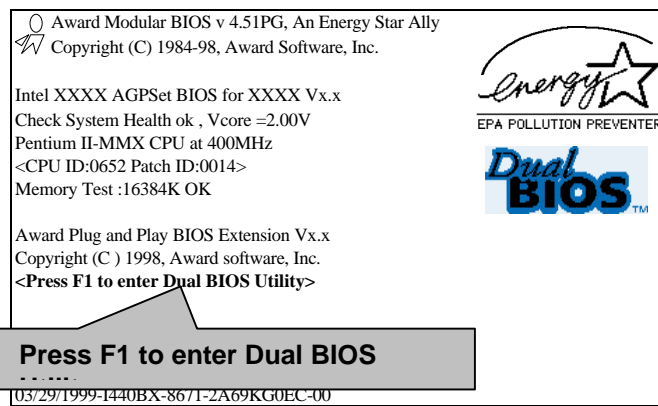 Award Modular BIOS v 4.51PG, An Energy Star Ally
Copyright (C) 1984-98, Award Software, Inc.
energy
EPA POLLUTION PREVENTER
Intel XXXX AGPSet BIOS for XXXX Vx.x
Check System Health ok , Vcore =2.00V
Pentium II-MMX CPU at 400MHz
<CPU ID:0652 Patch ID:0014>
Memory Test :16384K OK
Dual
BIOS TM
Award Plug and Play BIOS Extension Vx.x
Copyright (C ) 1998, Award software, Inc.
<Press F1 to enter Dual BIOS Utility>
Press F1 to enter Dual BIOS
03/29/1999-I440BX-8671-2A69KG0EC-00